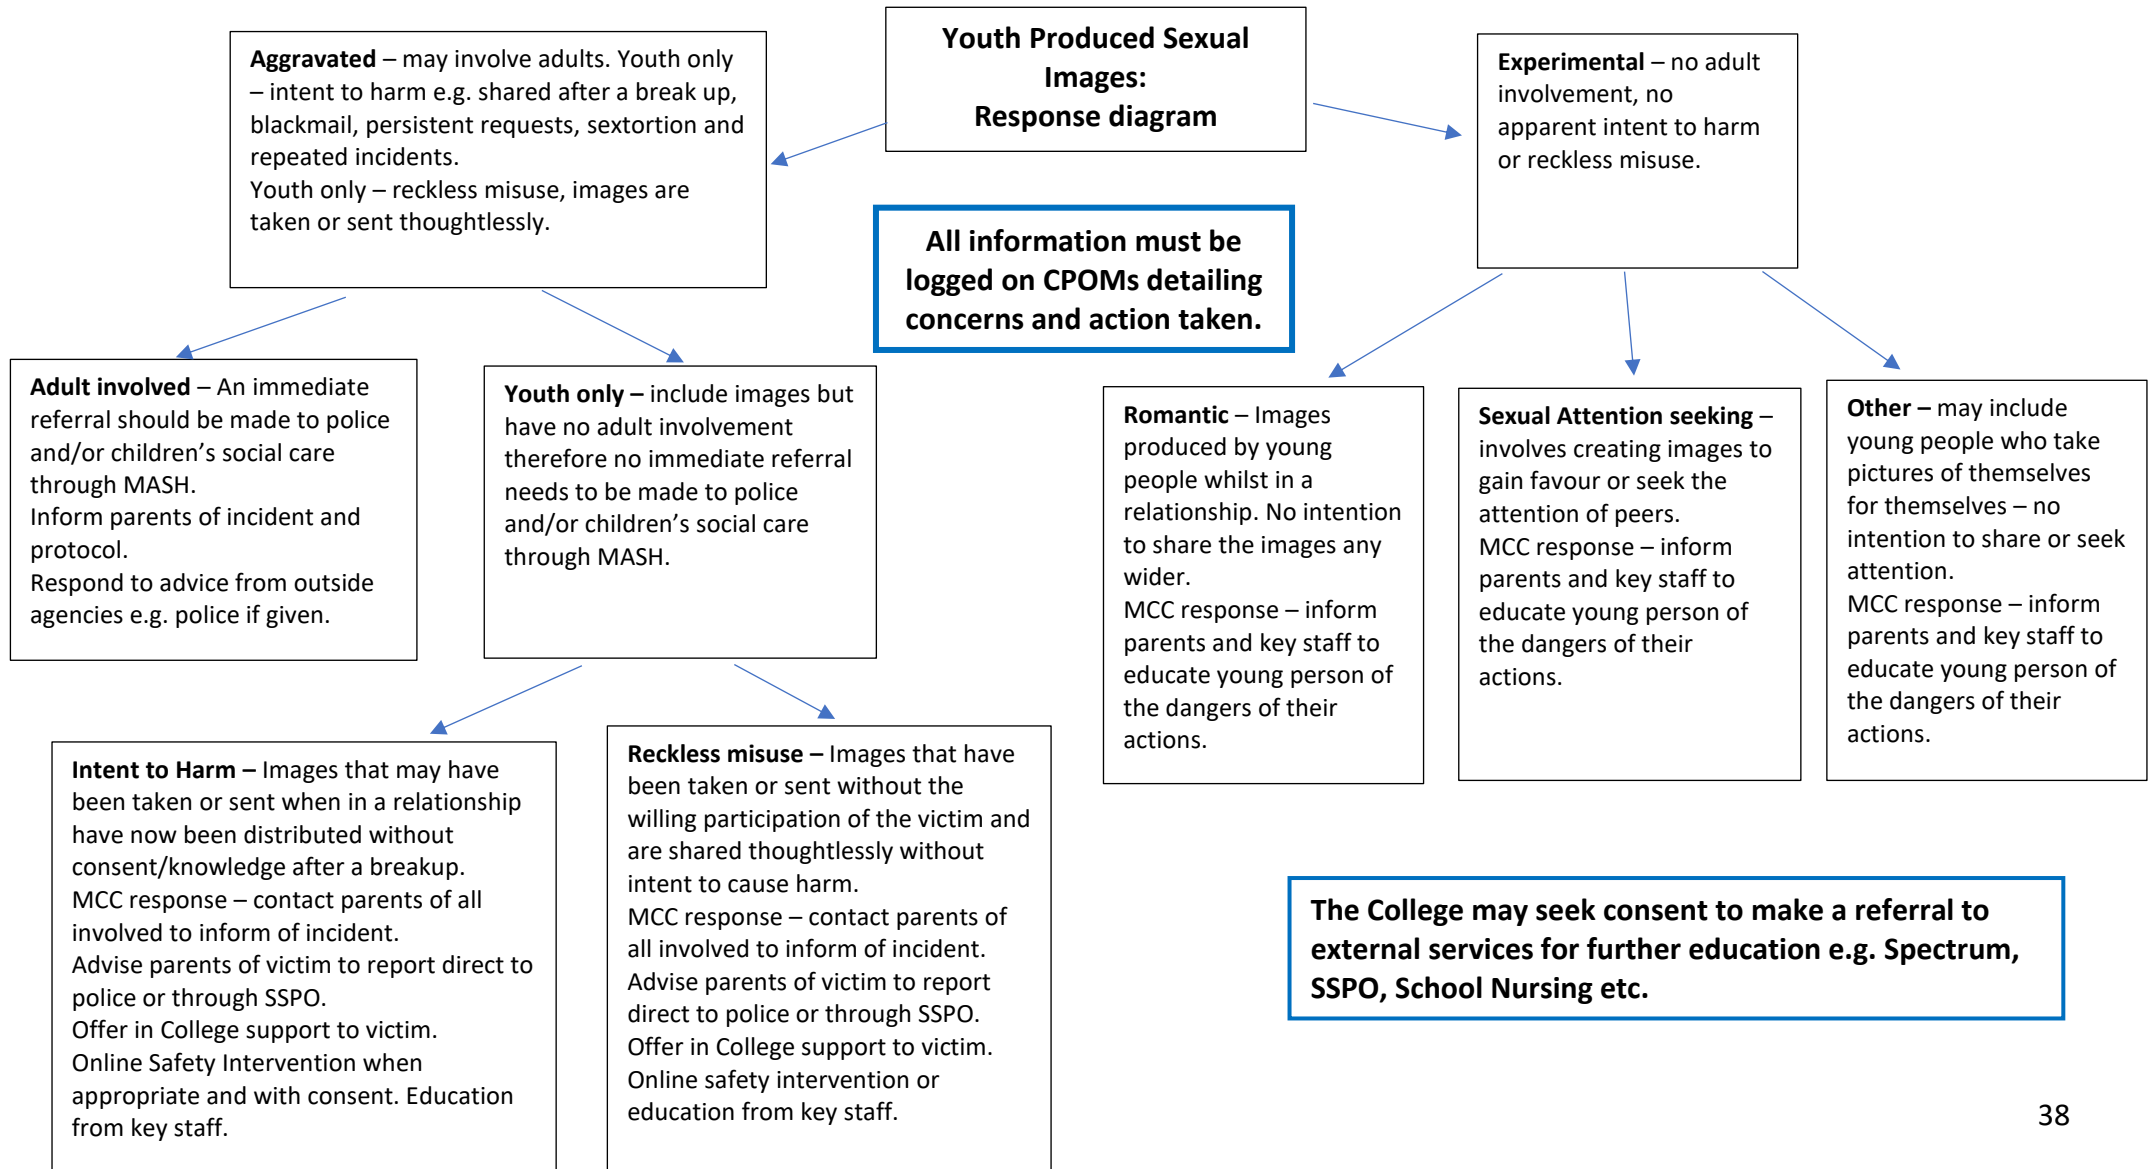 Youth Produced Sexual
Images:
Response diagram
Aggravated – may involve adults. Youth only
– intent to harm e.g. shared after a break up,
blackmail, persistent requests, sextortion and
repeated incidents.
Youth only – reckless misuse, images are
taken or sent thoughtlessly.
Experimental – no adult
involvement, no
apparent intent to harm
or reckless misuse.
All information must be
logged on CPOMs detailing
concerns and action taken.
Adult involved – An immediate
referral should be made to police
and/or children’s social care
through MASH.
Inform parents of incident and
protocol.
Respond to advice from outside
agencies e.g. police if given.
Youth only – include images but
have no adult involvement
therefore no immediate referral
needs to be made to police
and/or children’s social care
through MASH.
Romantic – Images
produced by young
people whilst in a
relationship. No intention
to share the images any
wider.
MCC response – inform
parents and key staff to
educate young person of
the dangers of their
actions.
Sexual Attention seeking –
involves creating images to
gain favour or seek the
attention of peers.
MCC response – inform
parents and key staff to
educate young person of
the dangers of their
actions.
Other – may include
young people who take
pictures of themselves
for themselves – no
intention to share or seek
attention.
MCC response – inform
parents and key staff to
educate young person of
the dangers of their
actions.
Intent to Harm – Images that may have
been taken or sent when in a relationship
have now been distributed without
consent/knowledge after a breakup.
MCC response – contact parents of all
involved to inform of incident.
Advise parents of victim to report direct to
police or through SSPO.
Offer in College support to victim.
Online Safety Intervention when
appropriate and with consent. Education
from key staff.
Reckless misuse – Images that have
been taken or sent without the
willing participation of the victim and
are shared thoughtlessly without
intent to cause harm.
MCC response – contact parents of
all involved to inform of incident.
Advise parents of victim to report
direct to police or through SSPO.
Offer in College support to victim.
Online safety intervention or
education from key staff.
The College may seek consent to make a referral to
external services for further education e.g. Spectrum,
SSPO, School Nursing etc.
38